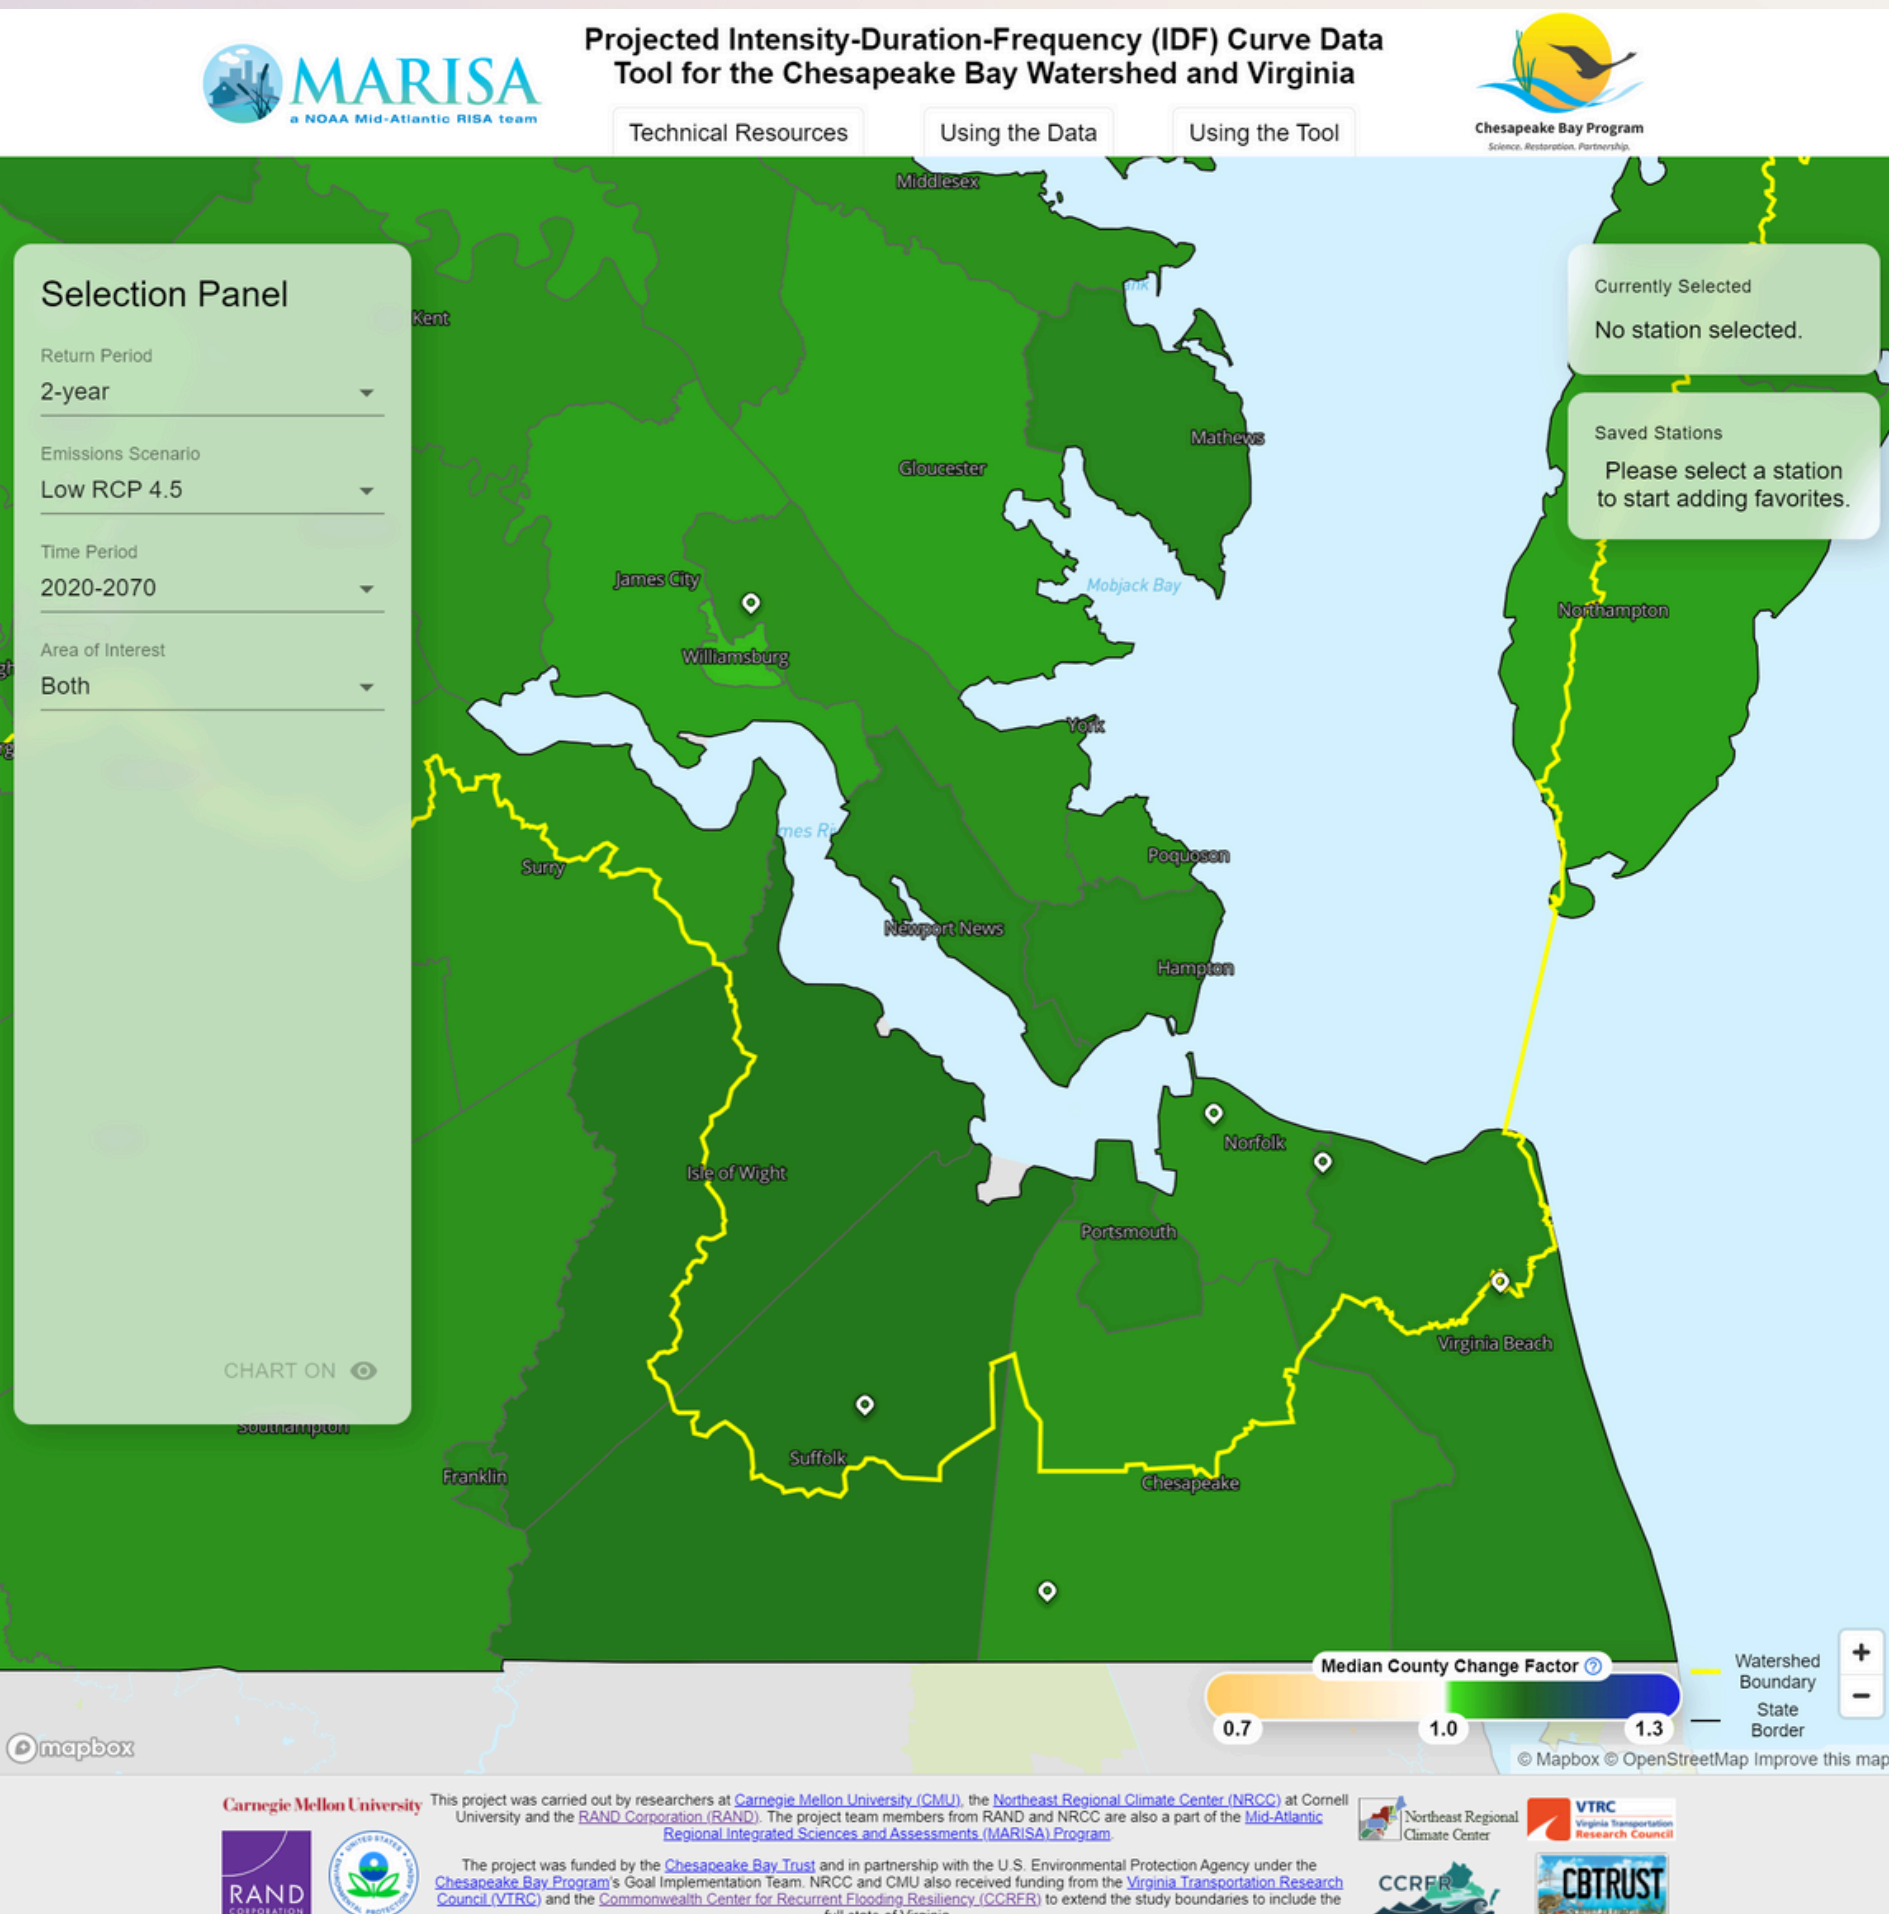 MARISA
a NOAA Mid-Atlantic RISA team
Projected Intensity-Duration-Frequency (IDF) Curve Data
Tool for the Chesapeake Bay Watershed and Virginia
Technical Resources
Using the Data
Using the Tool
Chesapeake Bay Program
Science. Restoration. Partnership.
Selection Panel
Return Period
2-year
Emissions Scenario
Low RCP 4.5
Time Period
2020-2070
Area of Interest
Both
CHART ON
Currently Selected
No station selected.
Saved Stations
Please select a station
to start adding favorites.
Middlesex
Kent
Mathews
Gloucester
Mobjack Bay
James City
Northampton
Williamsburg
York
Poquoson
Surry
Newport News
Hampton
Norfolk
Isle of Wight
Portsmouth
Virginia Beach
Southampton
Suffolk
Franklin
Chesapeake
Median County Change Factor ?
0.7
1.0
1.3
Watershed
Boundary
State
Border
+
−
mapbox
© Mapbox © OpenStreetMap Improve this map
Carnegie Mellon University
RAND
CORPORATION
This project was carried out by researchers at Carnegie Mellon University (CMU), the Northeast Regional Climate Center (NRCC) at Cornell
University and the RAND Corporation (RAND). The project team members from RAND and NRCC are also a part of the Mid-Atlantic
Regional Integrated Sciences and Assessments (MARISA) Program.
The project was funded by the Chesapeake Bay Trust and in partnership with the U.S. Environmental Protection Agency under the
Chesapeake Bay Program's Goal Implementation Team. NRCC and CMU also received funding from the Virginia Transportation Research
Council (VTRC) and the Commonwealth Center for Recurrent Flooding Resiliency (CCRFR) to extend the study boundaries to include the
full state of Virginia
Northeast Regional
Climate Center
VTRC
Virginia Transportation
Research Council
CCRFR
CBTRUST